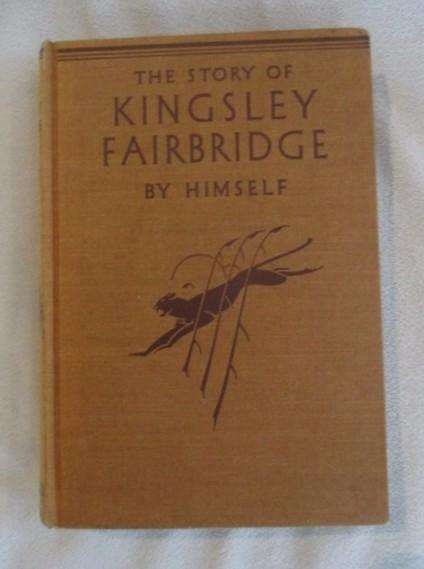 THE STORY OF
KINGSLEY
FAIRBRIDGE
BY HIMSELF